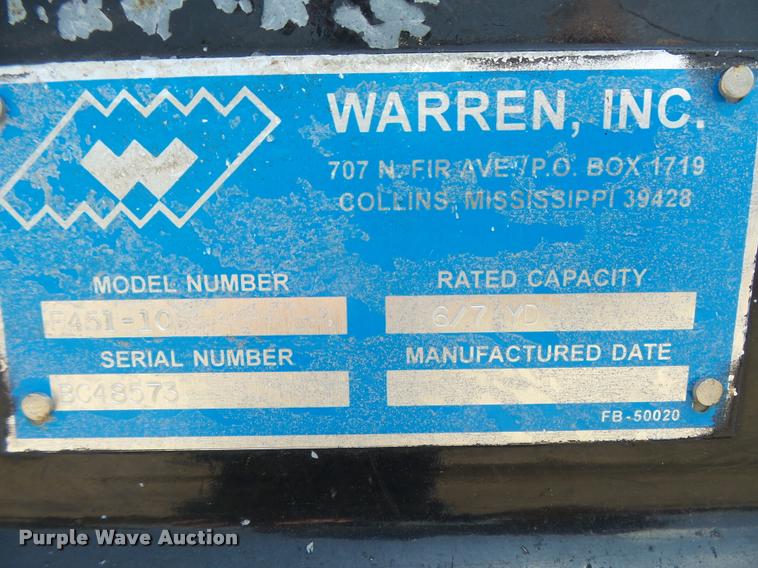 WARREN, INC.
707 N. FIR AVE./P.O. BOX 1719
COLLINS, MISSISSIPPI 39428
MODEL NUMBER
F451-10
RATED CAPACITY
6/7 YD
SERIAL NUMBER
BC48573
MANUFACTURED DATE
FB-50020
Purple Wave Auction